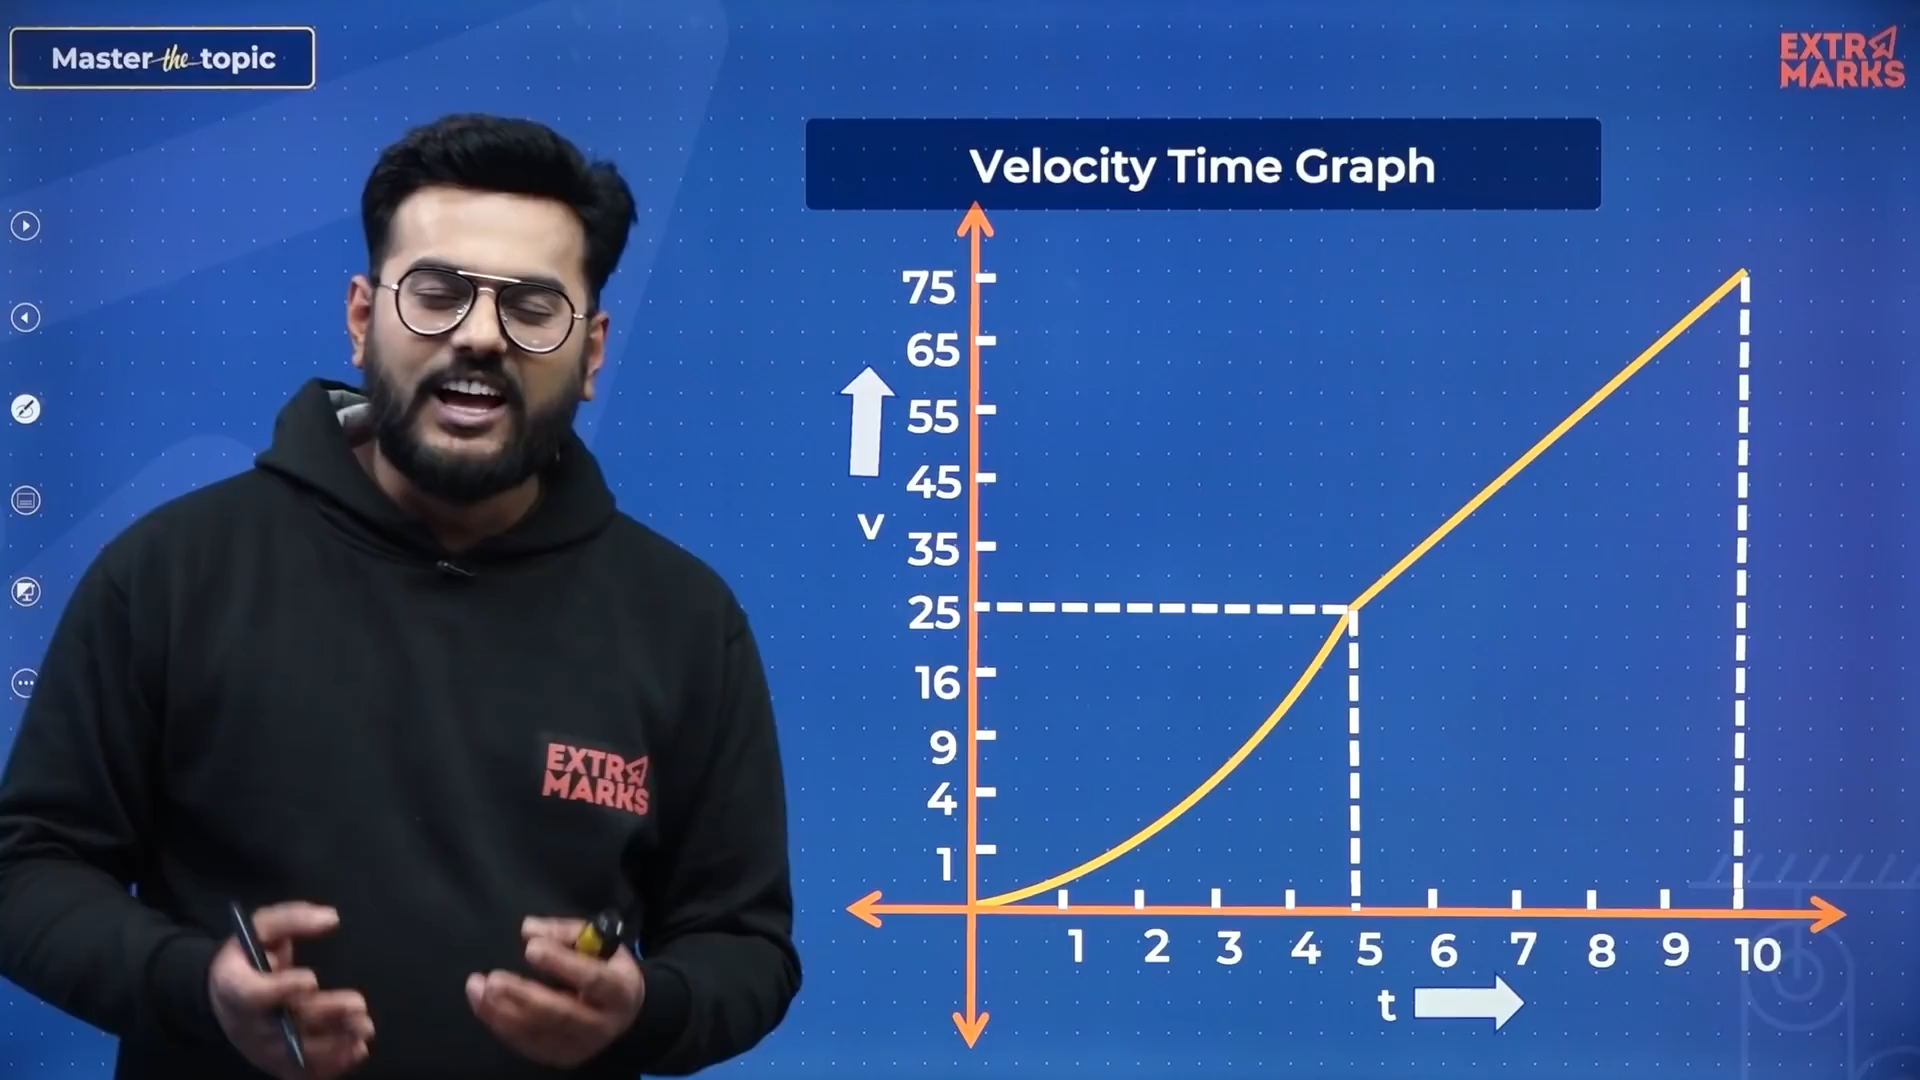 Master the topic
EXTRA
MARKS
Velocity Time Graph
75
65
55
45
35
25
16
9
4
1
v
1 2 3 4 5 6 7 8 9 10
t
EXTRA
MARKS